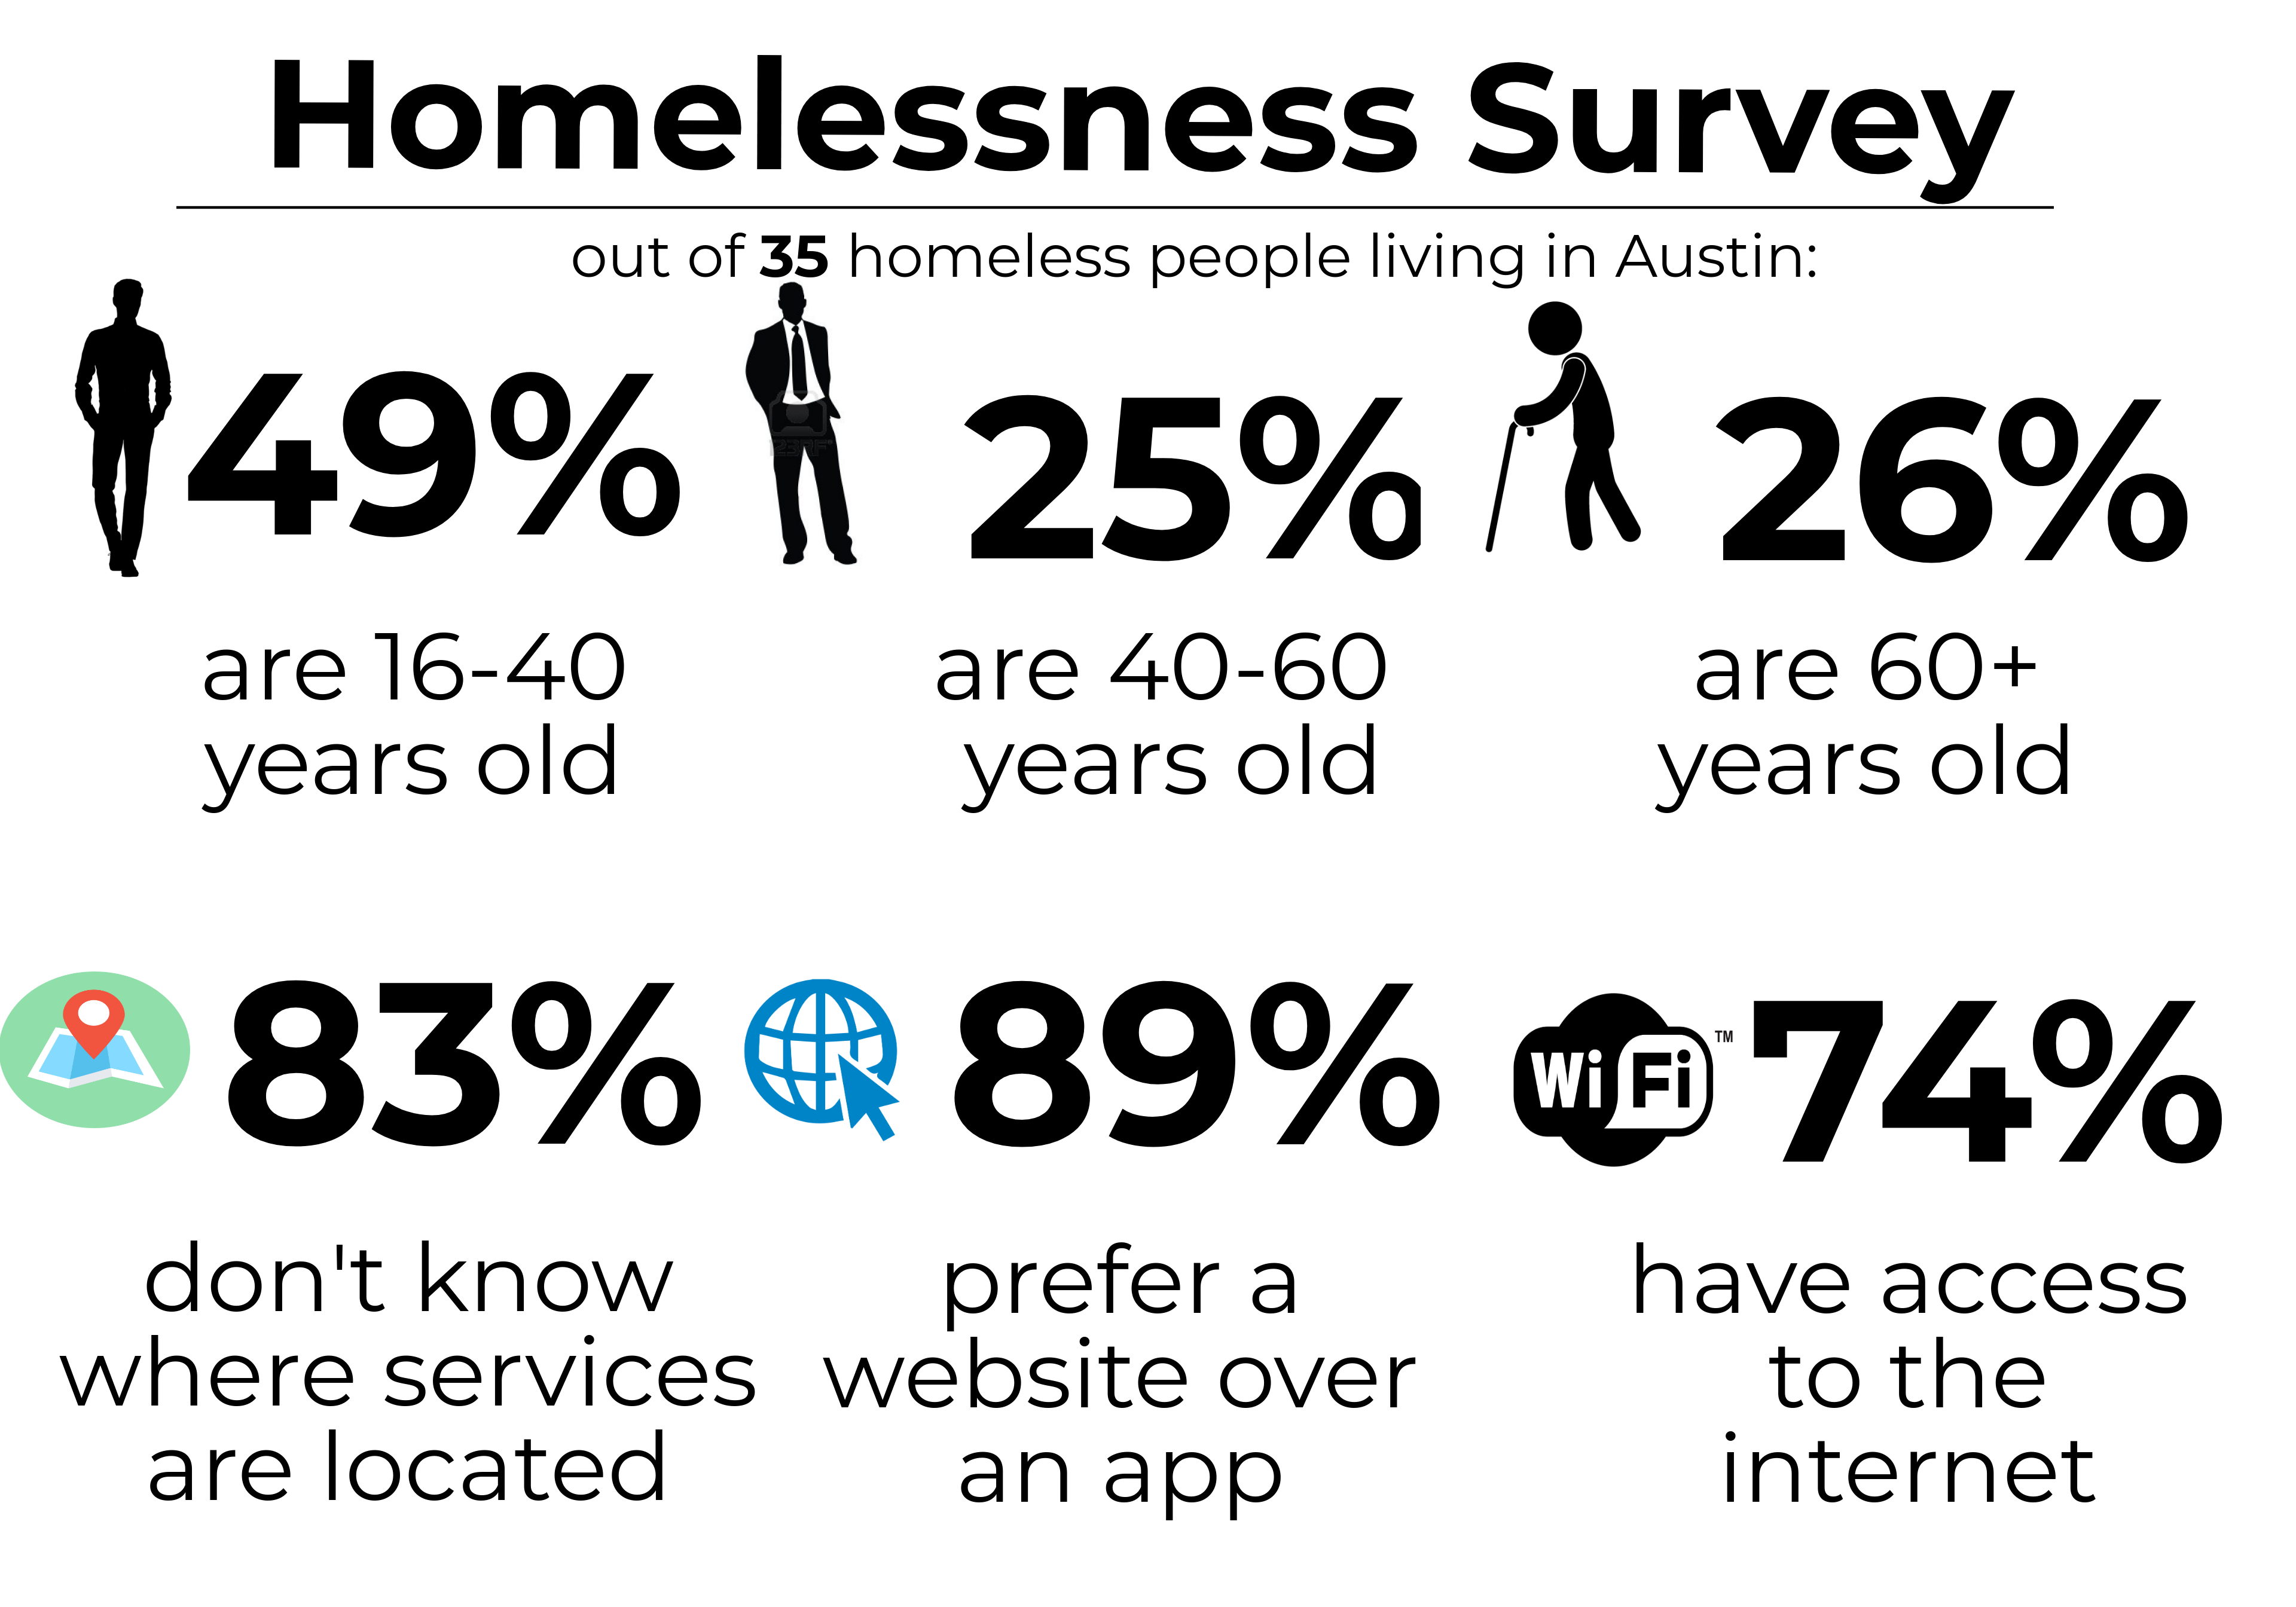 Homelessness Survey
out of 35 homeless people living in Austin:
49%
are 16-40
years old
25%
are 40-60
years old
26%
are 60+
years old
83%
don't know
where services
are located
89%
prefer a
website over
an app
Wi Fi TM
74%
have access
to the
internet